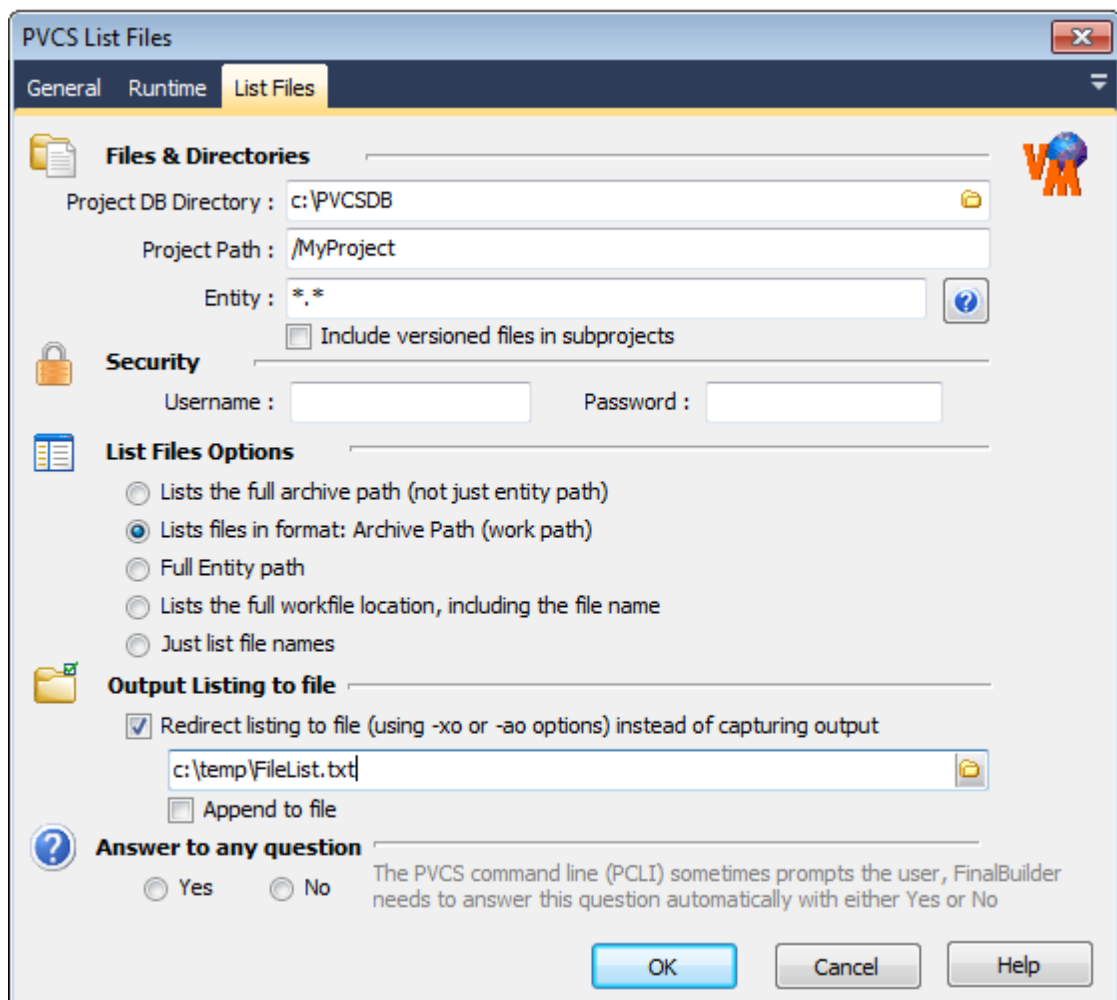 PVCS List Files
General Runtime List Files
Files & Directories
Project DB Directory : c:\PVCSDB
Project Path : /MyProject
Entity : *.*
Include versioned files in subprojects
Security
Username : Password :
List Files Options
Lists the full archive path (not just entity path)
Lists files in format: Archive Path (work path)
Full Entity path
Lists the full workfile location, including the file name
Just list file names
Output Listing to file
Redirect listing to file (using -xo or -ao options) instead of capturing output
c:\temp\FileList.txt
Append to file
Answer to any question
Yes No
The PVCS command line (PCLI) sometimes prompts the user, FinalBuilder
needs to answer this question automatically with either Yes or No
OK Cancel Help
VM